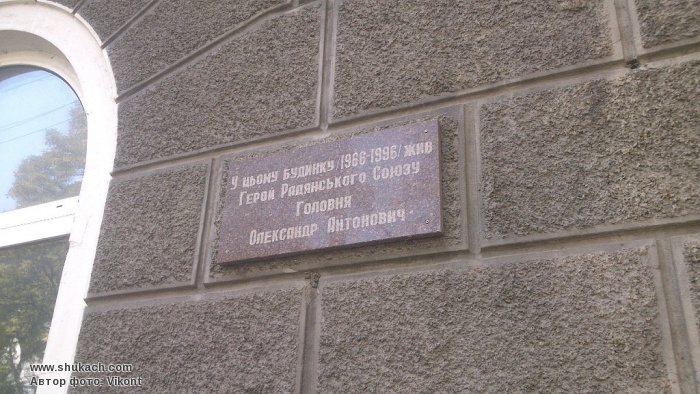 У цьому будинку /1966-1996/ жив
Герой Радянського Союзу
Головня
Олександр Антонович
www.shukach.com
Автор фото: Vikont